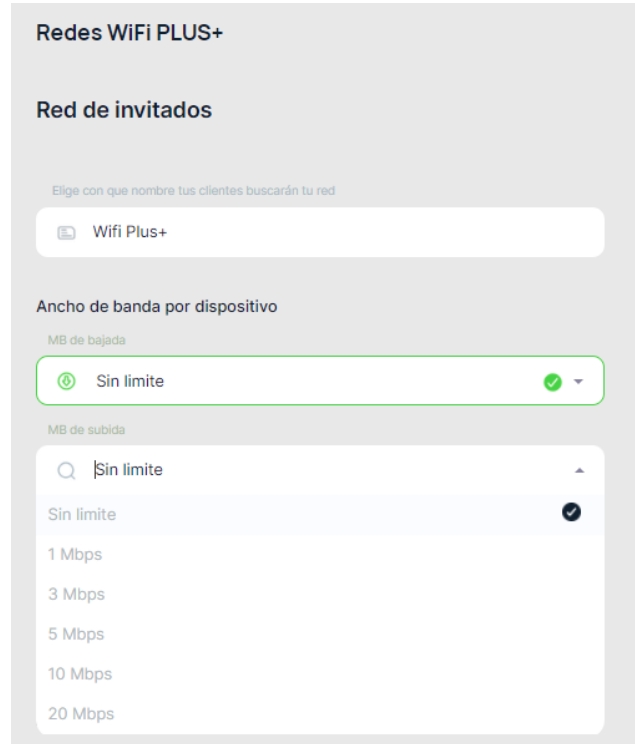 Redes WiFi PLUS+
Red de invitados
Elige con que nombre tus clientes buscarán tu red
Wifi Plus+
Ancho de banda por dispositivo
MB de bajada
Sin limite
MB de subida
Sin limite
Sin limite
1 Mbps
3 Mbps
5 Mbps
10 Mbps
20 Mbps